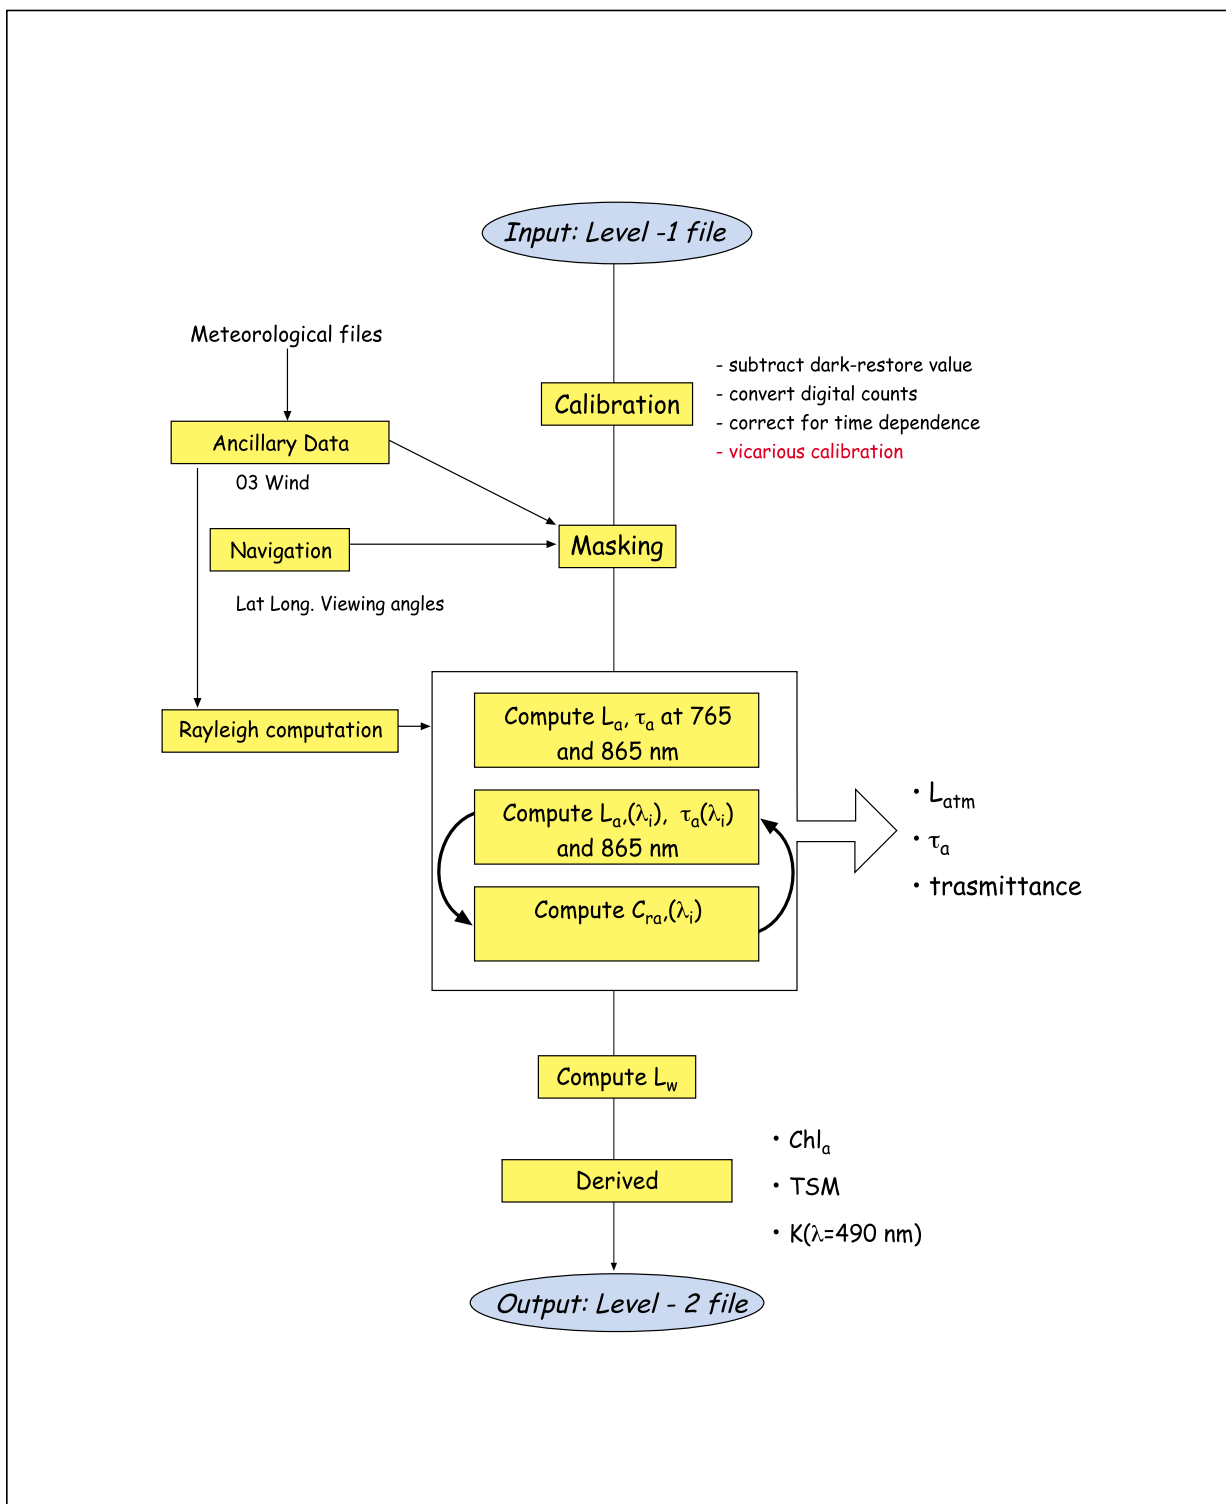 Input: Level -1 file
Meteorological files
- subtract dark-restore value
- convert digital counts
- correct for time dependence
- vicarious calibration
Calibration
Ancillary Data
03 Wind
Navigation
Masking
Lat Long. Viewing angles
Rayleigh computation
Compute Lₐ, τₐ at 765
and 865 nm
Compute Lₐ,(λᵢ), τₐ(λᵢ)
and 865 nm
Compute Cᵣₐ,(λᵢ)
· Lₐₜₘ
· τₐ
· trasmittance
Compute L_w
Derived
· Chlₐ
· TSM
· K(λ=490 nm)
Output: Level - 2 file